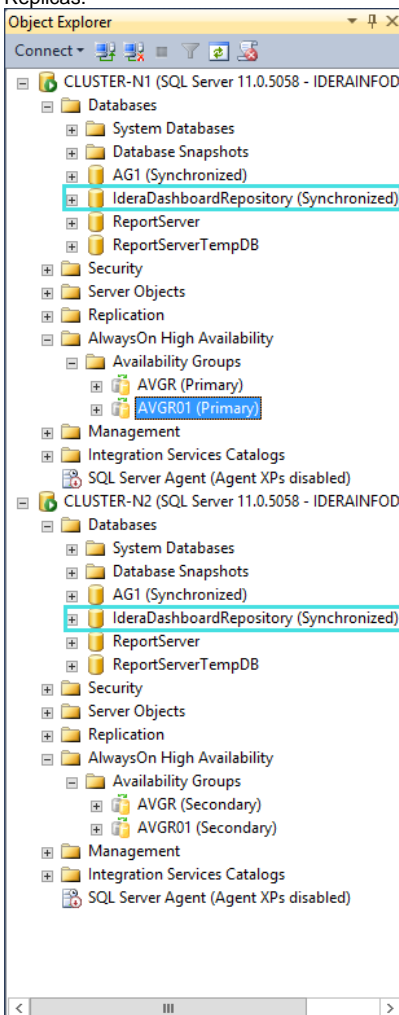 Replicas.
Object Explorer
Connect
CLUSTER-N1 (SQL Server 11.0.5058 - IDERAINFOD
Databases
System Databases
Database Snapshots
AG1 (Synchronized)
IderaDashboardRepository (Synchronized)
ReportServer
ReportServerTempDB
Security
Server Objects
Replication
AlwaysOn High Availability
Availability Groups
AVGR (Primary)
AVGR01 (Primary)
Management
Integration Services Catalogs
SQL Server Agent (Agent XPs disabled)
CLUSTER-N2 (SQL Server 11.0.5058 - IDERAINFOD
Databases
System Databases
Database Snapshots
AG1 (Synchronized)
IderaDashboardRepository (Synchronized)
ReportServer
ReportServerTempDB
Security
Server Objects
Replication
AlwaysOn High Availability
Availability Groups
AVGR (Secondary)
AVGR01 (Secondary)
Management
Integration Services Catalogs
SQL Server Agent (Agent XPs disabled)